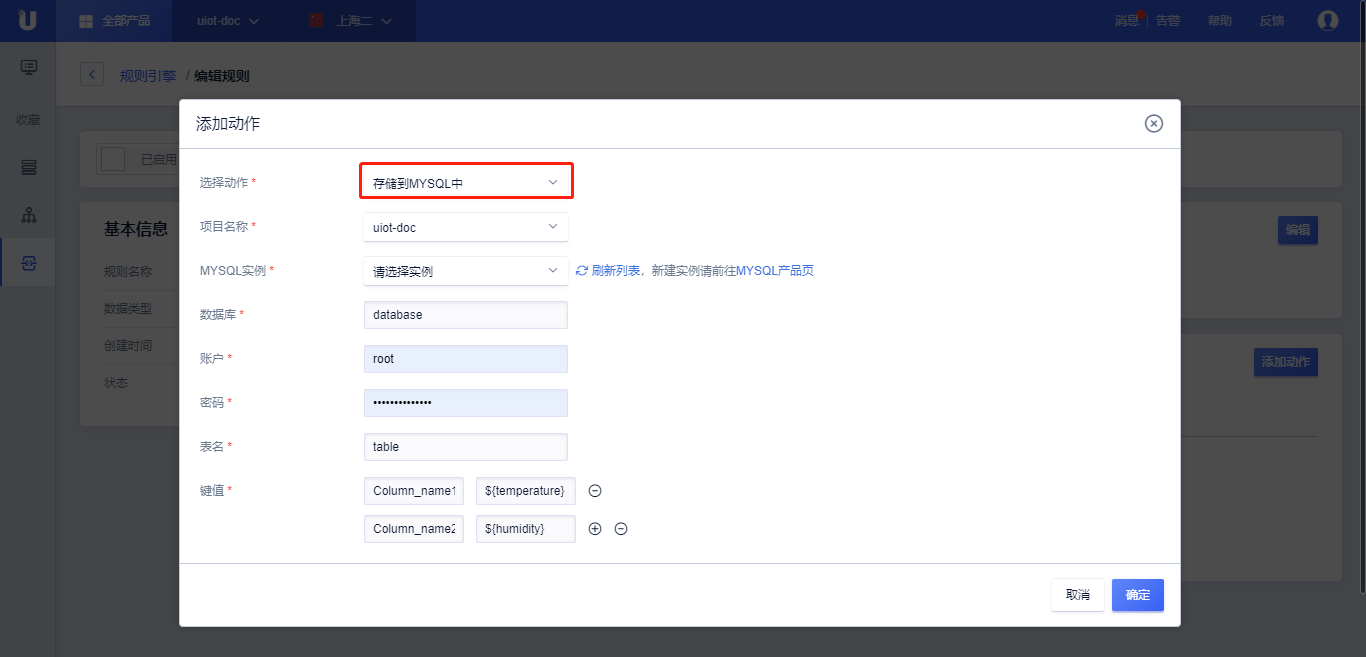 全部产品 uiot-doc 上海二 消息 告警 帮助 反馈
规则引擎 / 编辑规则
收藏
添加动作
已启用
选择动作 * 存储到MYSQL中
项目名称 * uiot-doc
基本信息 编辑
MYSQL实例 * 请选择实例 刷新列表，新建实例请前往MYSQL产品页
规则名称
数据类型
数据库 * database
创建时间
账户 * root
添加动作
状态
密码 * ••••••••••••••
表名 * table
键值 * Column_name1 ${temperature}
Column_name2 ${humidity}
取消 确定